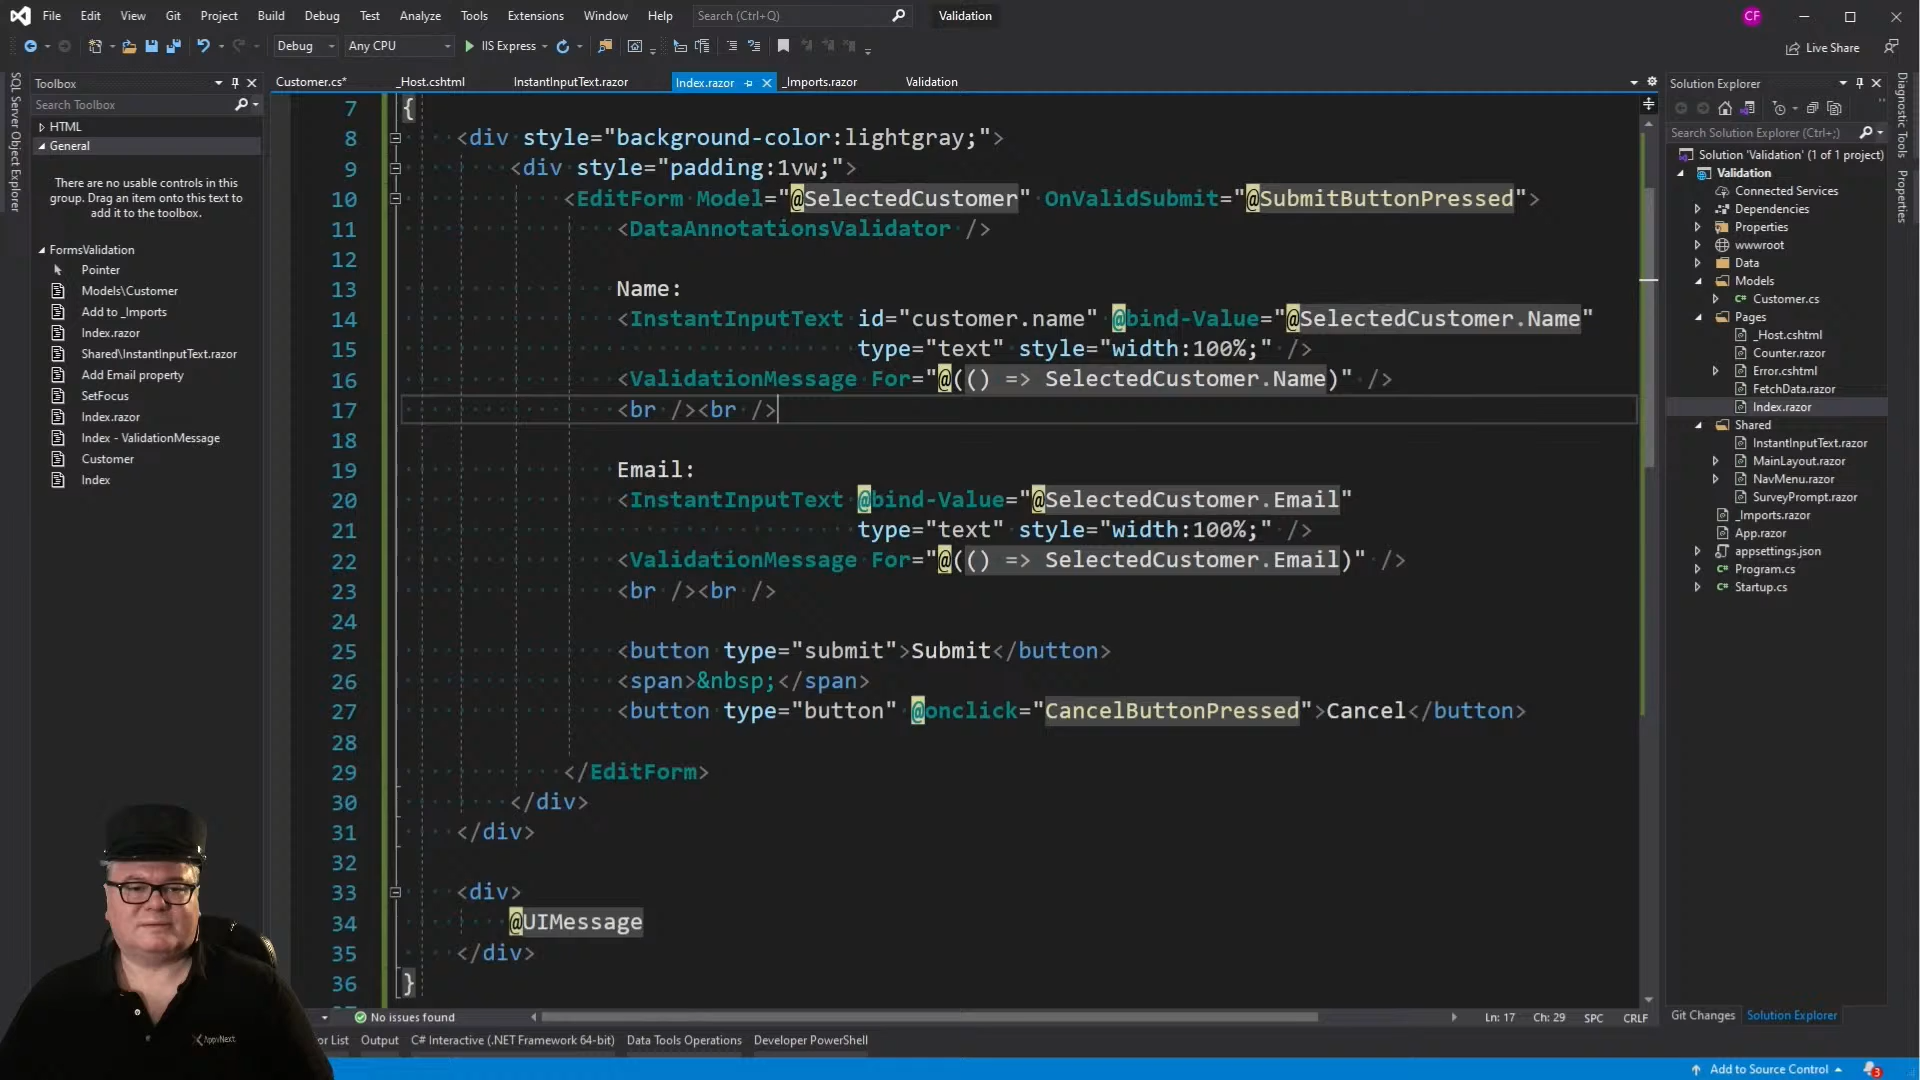 File Edit View Git Project Build Debug Test Analyze Tools Extensions Window Help Search (Ctrl+Q) Validation CF
Debug Any CPU IIS Express Live Share
SQL Server Object Explorer
Toolbox
Search Toolbox
HTML
General
There are no usable controls in this
group. Drag an item onto this text to
add it to the toolbox.
FormsValidation
Pointer
Models\Customer
Add to _Imports
Index.razor
Shared\InstantInputText.razor
Add Email property
SetFocus
Index.razor
Index - ValidationMessage
Customer
Index
Customer.cs* _Host.cshtml InstantInputText.razor Index.razor _Imports.razor Validation
7 {
8 <div style="background-color:lightgray;">
9 <div style="padding:1vw;">
10 <EditForm Model="@SelectedCustomer" OnValidSubmit="@SubmitButtonPressed">
11 <DataAnnotationsValidator />
12
13 Name:
14 <InstantInputText id="customer.name" @bind-Value="@SelectedCustomer.Name"
15 type="text" style="width:100%;" />
16 <ValidationMessage For="@(() => SelectedCustomer.Name)" />
17 <br /><br />
18
19 Email:
20 <InstantInputText @bind-Value="@SelectedCustomer.Email"
21 type="text" style="width:100%;" />
22 <ValidationMessage For="@(() => SelectedCustomer.Email)" />
23 <br /><br />
24
25 <button type="submit">Submit</button>
26 <span>&nbsp;</span>
27 <button type="button" @onclick="CancelButtonPressed">Cancel</button>
28
29 </EditForm>
30 </div>
31 </div>
32
33 <div>
34 @UIMessage
35 </div>
36 }
No issues found Ln: 17 Ch: 29 SPC CRLF
or List Output C# Interactive (.NET Framework 64-bit) Data Tools Operations Developer PowerShell
Solution Explorer
Search Solution Explorer (Ctrl+;)
Solution 'Validation' (1 of 1 project)
Validation
Connected Services
Dependencies
Properties
wwwroot
Data
Models
C# Customer.cs
Pages
_Host.cshtml
Counter.razor
Error.cshtml
FetchData.razor
Index.razor
Shared
InstantInputText.razor
MainLayout.razor
NavMenu.razor
SurveyPrompt.razor
_Imports.razor
App.razor
appsettings.json
C# Program.cs
C# Startup.cs
Git Changes Solution Explorer
Diagnostic Tools
Properties
AppvNext
Add to Source Control 3